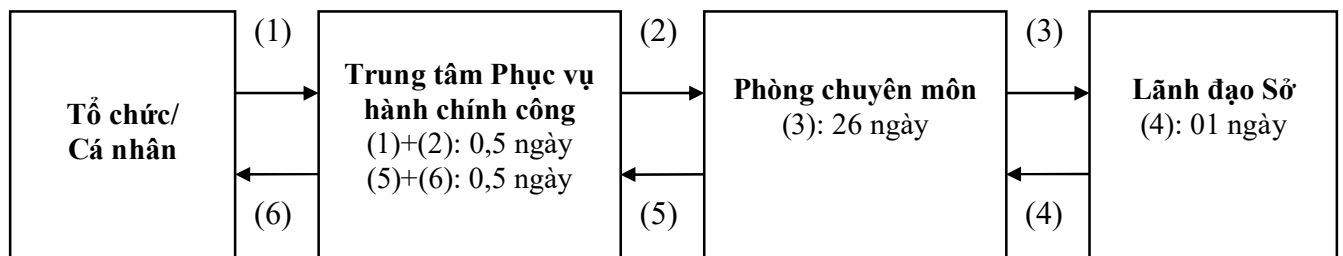 (1)
(2)
(3)
Tổ chức/
Cá nhân
Trung tâm Phục vụ
hành chính công
(1)+(2): 0,5 ngày
(5)+(6): 0,5 ngày
Phòng chuyên môn
(3): 26 ngày
Lãnh đạo Sở
(4): 01 ngày
(6)
(5)
(4)